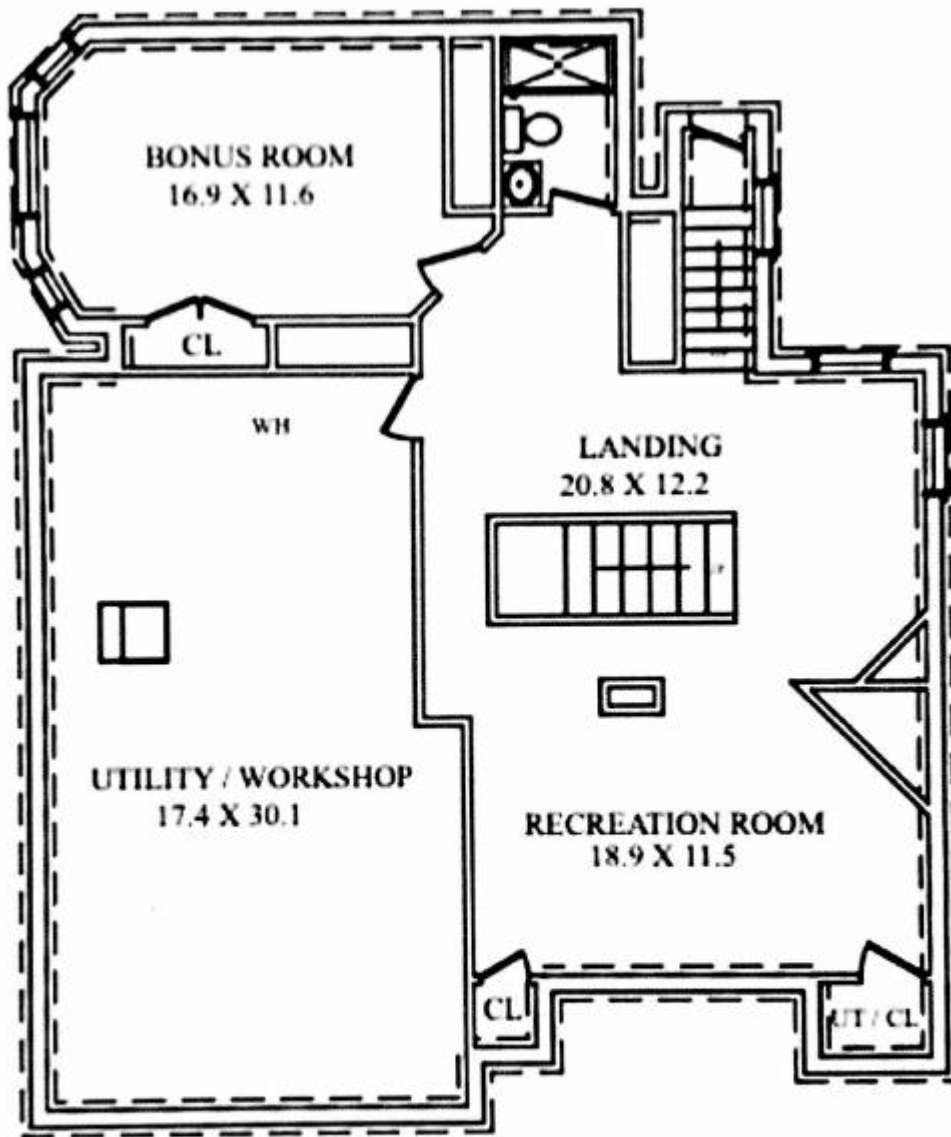 BONUS ROOM
16.9 X 11.6
CL
WH
LANDING
20.8 X 12.2
UTILITY / WORKSHOP
17.4 X 30.1
RECREATION ROOM
18.9 X 11.5
CL
UT / CL